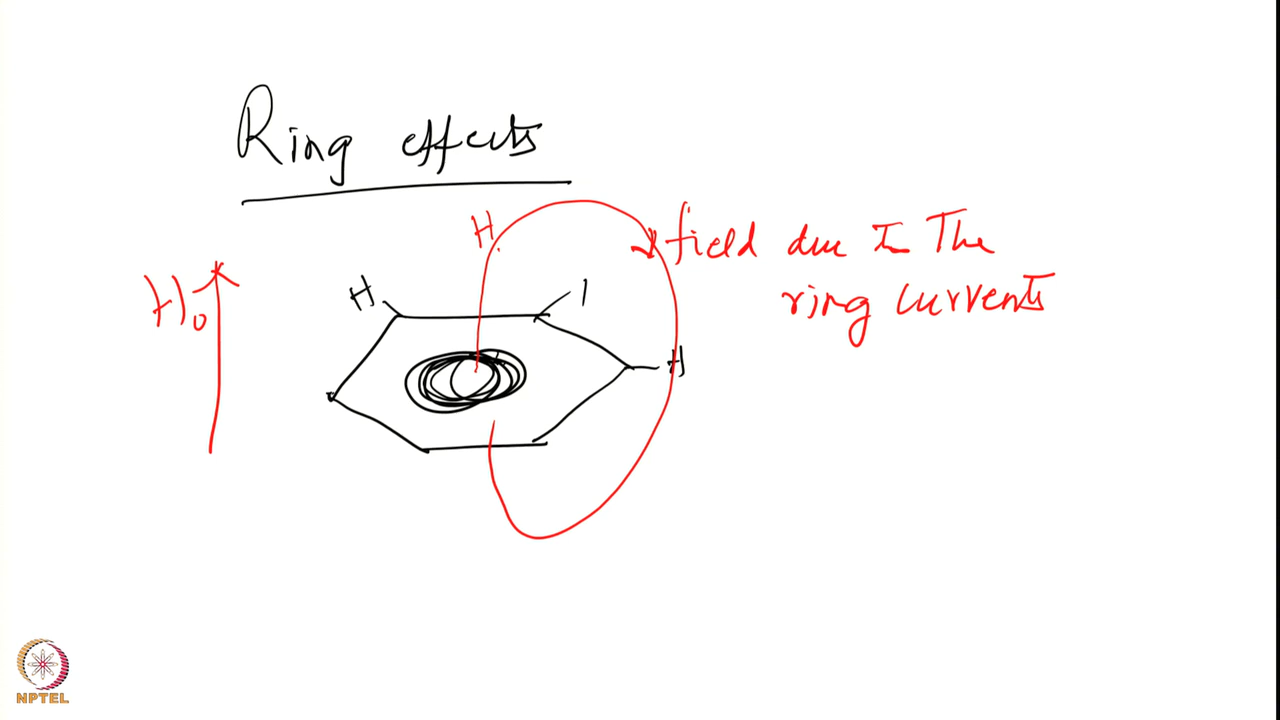 Ring effects
H
field due to the
H₀
H
ring currents
H
NPTEL